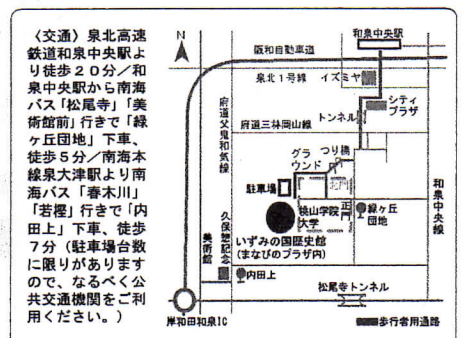 〈交通〉泉北高速
鉄道和泉中央駅よ
り徒歩２０分／和
泉中央駅から南海
バス「松尾寺」「美
術館前」行きで「緑
ヶ丘団地」下車、
徒歩５分／南海本
線泉大津駅より南
海バス「春木川」
「若樫」行きで「内
田上」下車、徒歩
７分（駐車場台数
に限りがあります
ので、なるべく公
共交通機関をご利
用ください。）
N
和泉中央駅
阪和自動車道
泉北１号線
イズミヤ
シティ
プラザ
トンネル
府道三林岡山線
府道父鬼和気線
グラ
ウンド
つり橋
北門
駐車場
桃山学院
大学
正門
緑ヶ丘
団地
和泉中央線
いずみの国歴史館
(まなびのプラザ内)
久保惣記念
美術館
内田上
松尾寺トンネル
岸和田和泉IC
歩行者用通路